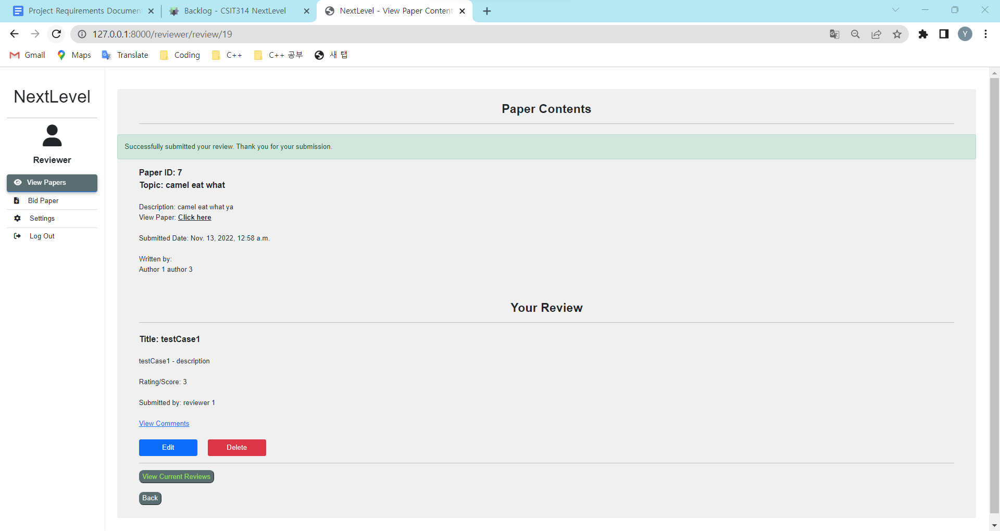 Project Requirements Document
Backlog - CSIT314 NextLevel
NextLevel - View Paper Content
127.0.0.1:8000/reviewer/review/19
Y
Gmail
Maps
Translate
Coding
C++
C++ 공부
새 탭
NextLevel
Reviewer
View Papers
Bid Paper
Settings
Log Out
Paper Contents
Successfully submitted your review. Thank you for your submission.
Paper ID: 7
Topic: camel eat what
Description: camel eat what ya
View Paper: Click here
Submitted Date: Nov. 13, 2022, 12:58 a.m.
Written by:
Author 1 author 3
Your Review
Title: testCase1
testCase1 - description
Rating/Score: 3
Submitted by: reviewer 1
View Comments
Edit
Delete
View Current Reviews
Back